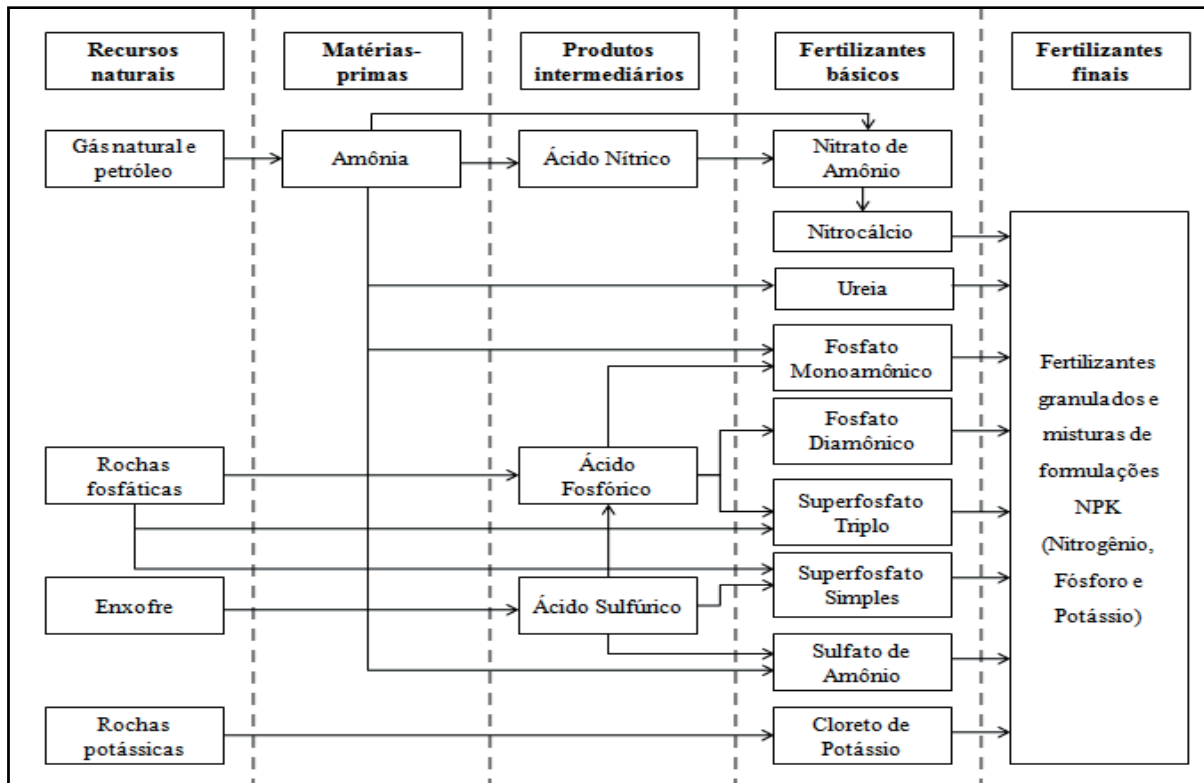 Recursos
naturais
Matérias-
primas
Produtos
intermediários
Fertilizantes
básicos
Fertilizantes
finais
Gás natural e
petróleo
Amônia
Ácido Nítrico
Nitrato de
Amônio
Nitrocálcio
Ureia
Fosfato
Monoamônico
Fosfato
Diamônico
Rochas
fosfáticas
Ácido
Fosfórico
Superfosfato
Triplo
Enxofre
Ácido Sulfúrico
Superfosfato
Simples
Sulfato de
Amônio
Rochas
potássicas
Cloreto de
Potássio
Fertilizantes
granulados e
misturas de
formulações
NPK
(Nitrogênio,
Fósforo e
Potássio)